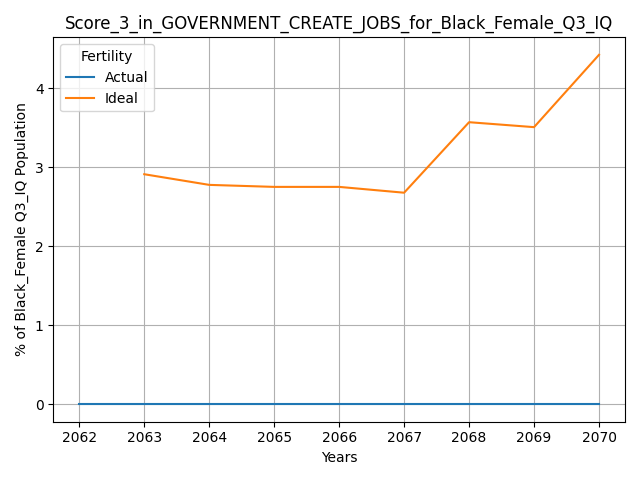 Score_3_in_GOVERNMENT_CREATE_JOBS_for_Black_Female_Q3_IQ
Fertility
Actual
Ideal
% of Black_Female Q3_IQ Population
4
3
2
1
0
2062 2063 2064 2065 2066 2067 2068 2069 2070
Years